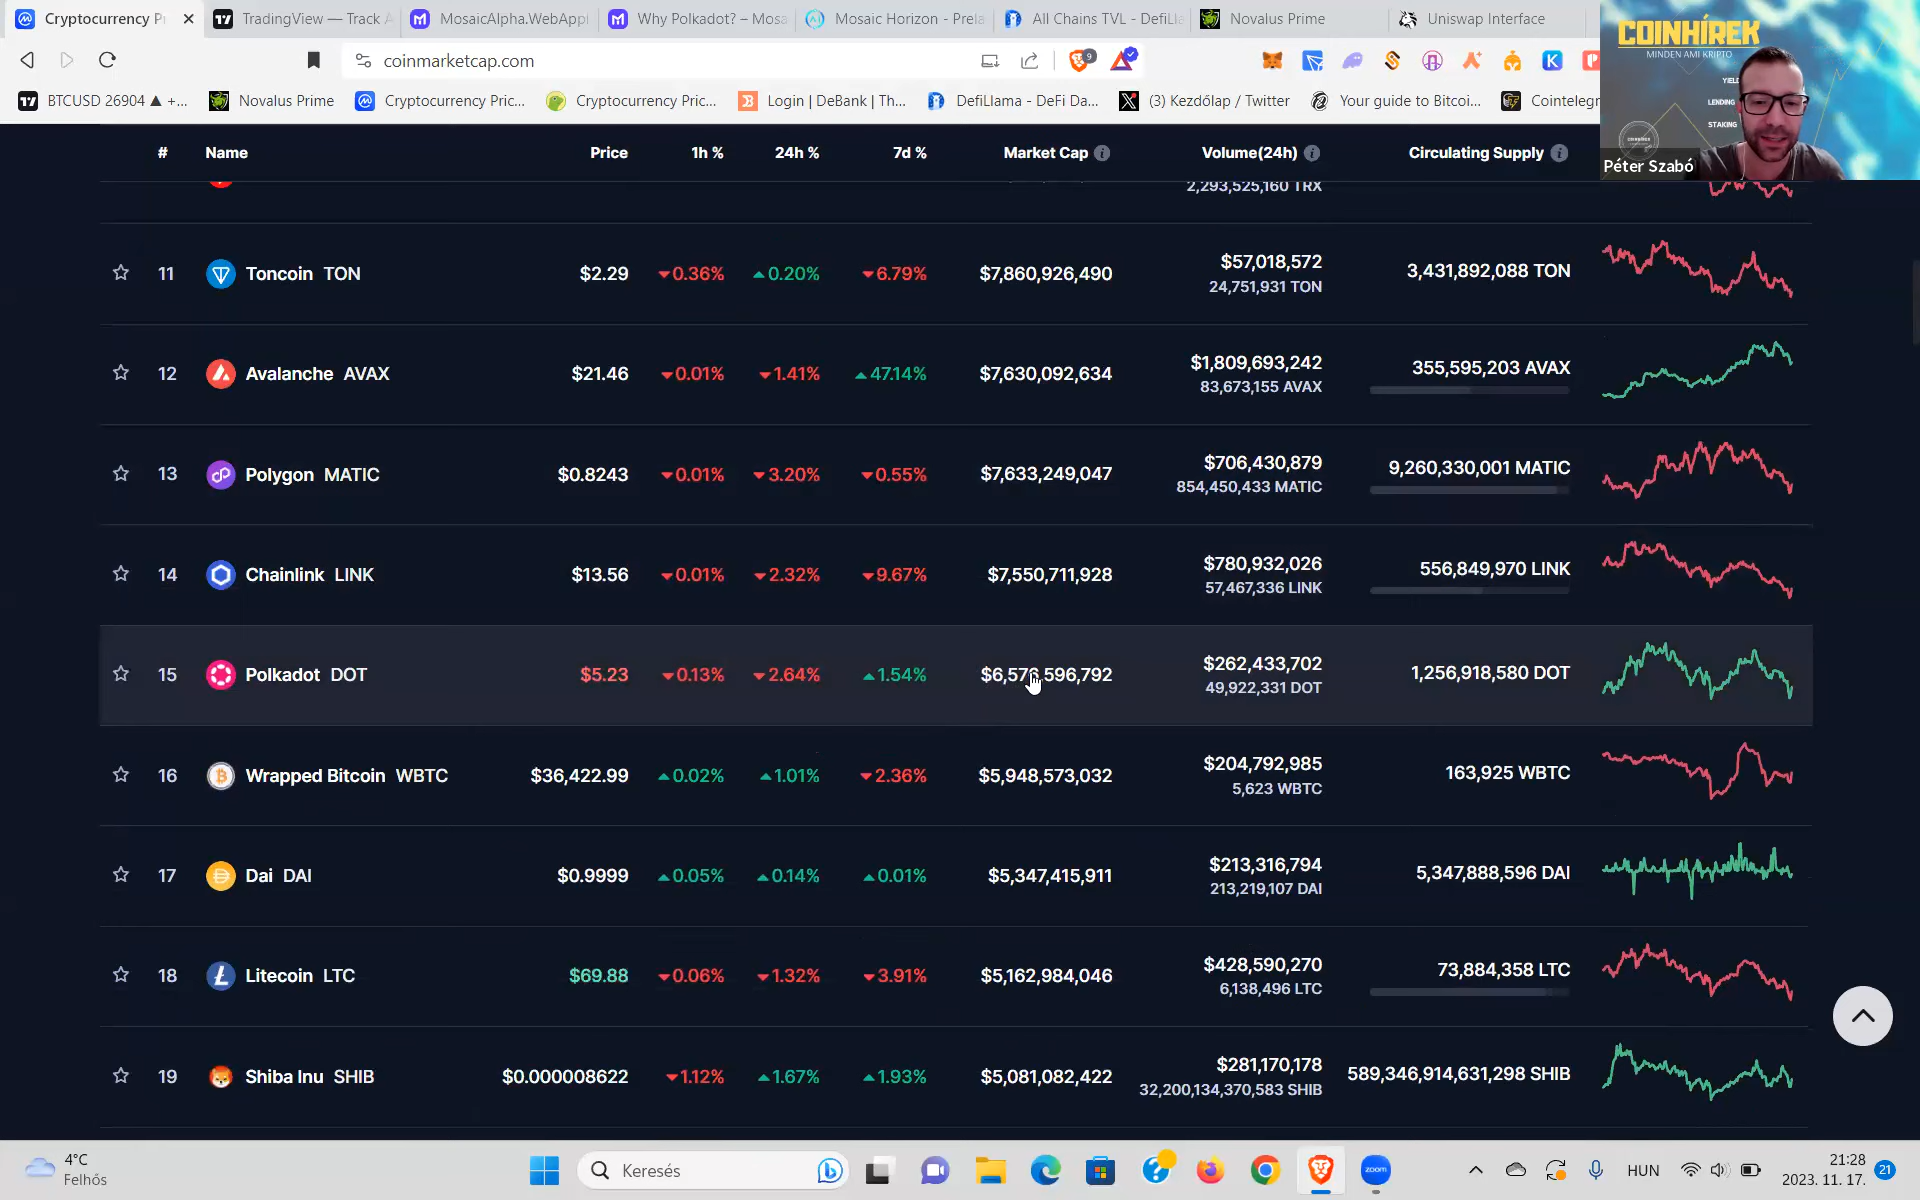 Cryptocurrency Pr
TradingView — Track A
MosaicAlpha.WebAppi
Why Polkadot? – Mosa
Mosaic Horizon - Prela
All Chains TVL - DefiLla
Novalus Prime
Uniswap Interface
coinmarketcap.com
9
BTCUSD 26904 ▲ +...
Novalus Prime
Cryptocurrency Pric...
Cryptocurrency Pric...
Login | DeBank | Th...
DefiLlama - DeFi Da...
(3) Kezdőlap / Twitter
Your guide to Bitcoi...
Cointelegr
COINHÍREK
MINDEN AMI KRIPTO
YIELD
LENDING
STAKING
Péter Szabó
# Name Price 1h % 24h % 7d % Market Cap Volume(24h) Circulating Supply
2,293,525,160 TRX
11 Toncoin TON $2.29 0.36% 0.20% 6.79% $7,860,926,490 $57,018,572 3,431,892,088 TON
24,751,931 TON
12 Avalanche AVAX $21.46 0.01% 1.41% 47.14% $7,630,092,634 $1,809,693,242 355,595,203 AVAX
83,673,155 AVAX
13 Polygon MATIC $0.8243 0.01% 3.20% 0.55% $7,633,249,047 $706,430,879 9,260,330,001 MATIC
854,450,433 MATIC
14 Chainlink LINK $13.56 0.01% 2.32% 9.67% $7,550,711,928 $780,932,026 556,849,970 LINK
57,467,336 LINK
15 Polkadot DOT $5.23 0.13% 2.64% 1.54% $6,576,596,792 $262,433,702 1,256,918,580 DOT
49,922,331 DOT
16 Wrapped Bitcoin WBTC $36,422.99 0.02% 1.01% 2.36% $5,948,573,032 $204,792,985 163,925 WBTC
5,623 WBTC
17 Dai DAI $0.9999 0.05% 0.14% 0.01% $5,347,415,911 $213,316,794 5,347,888,596 DAI
213,219,107 DAI
18 Litecoin LTC $69.88 0.06% 1.32% 3.91% $5,162,984,046 $428,590,270 73,884,358 LTC
6,138,496 LTC
19 Shiba Inu SHIB $0.000008622 1.12% 1.67% 1.93% $5,081,082,422 $281,170,178 589,346,914,631,298 SHIB
32,200,134,370,583 SHIB
4°C
Felhős
Keresés
zoom
HUN
21:28
2023. 11. 17.
21